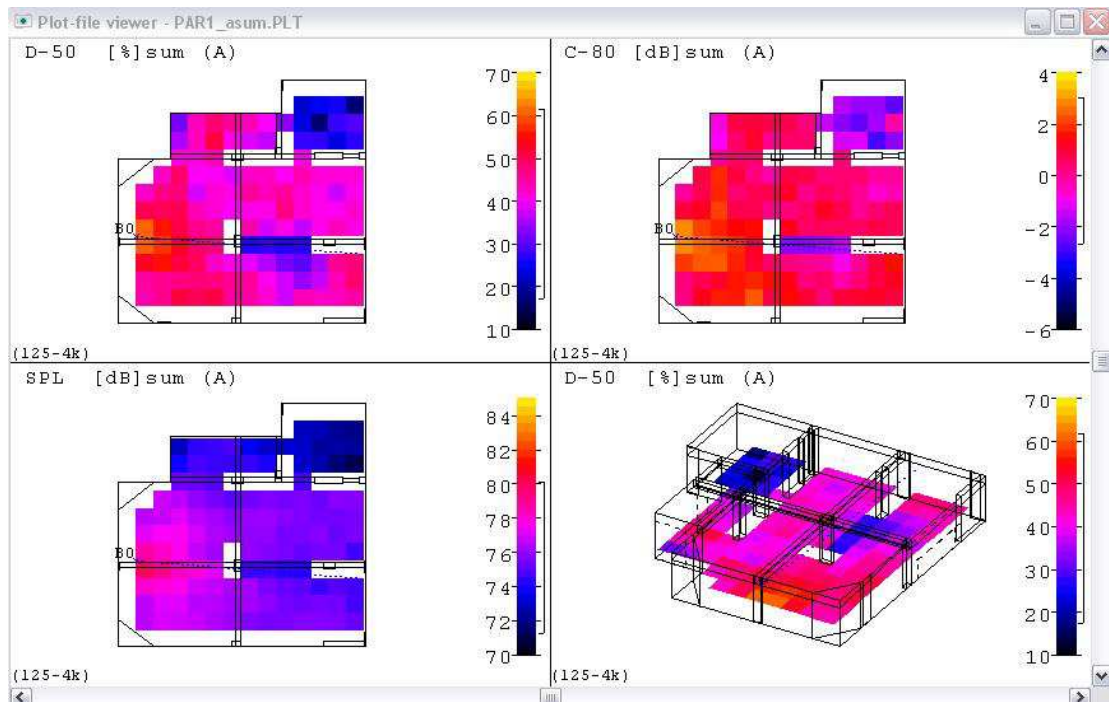 Plot-file viewer - PAR1_asum.PLT
D-50 [%]sum (A)
70
60
50
40
30
20
10
B0
(125-4k)
C-80 [dB]sum (A)
4
2
0
-2
-4
-6
B0
(125-4k)
SPL [dB]sum (A)
84
82
80
78
76
74
72
70
B0
(125-4k)
D-50 [%]sum (A)
70
60
50
40
30
20
10
(125-4k)